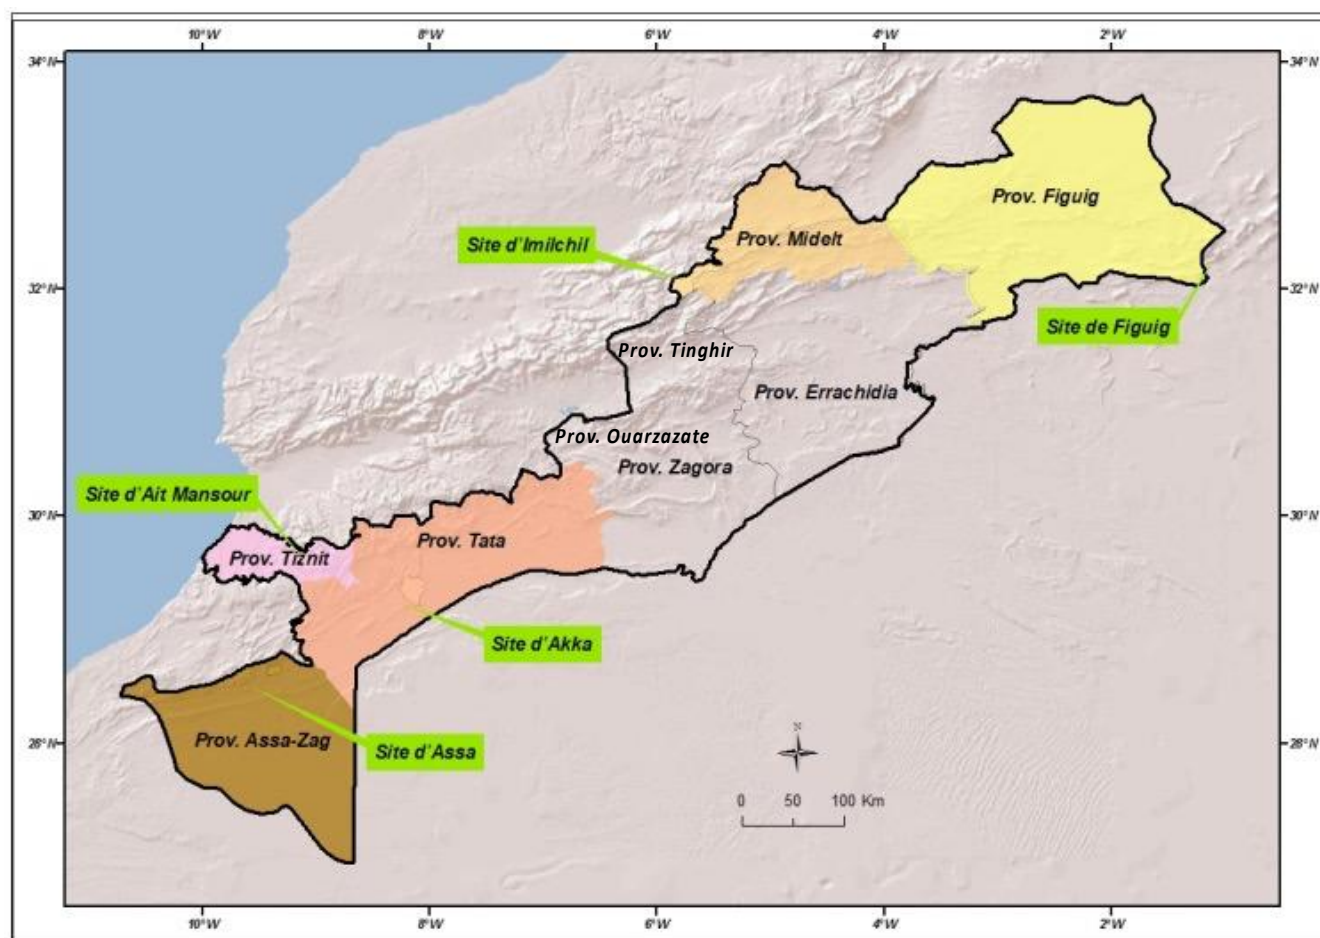 10°W 8°W 6°W 4°W 2°W
34°N 34°N
Prov. Figuig
Prov. Midelt
Site d'Imilchil
32°N 32°N
Site de Figuig
Prov. Tinghir
Prov. Errachidia
Prov. Ouarzazate
Prov. Zagora
Site d'Ait Mansour
30°N 30°N
Prov. Tata
Prov. Tiznit
Site d'Akka
N
Prov. Assa-Zag
28°N 28°N
Site d'Assa
0 50 100 Km
10°W 8°W 6°W 4°W 2°W